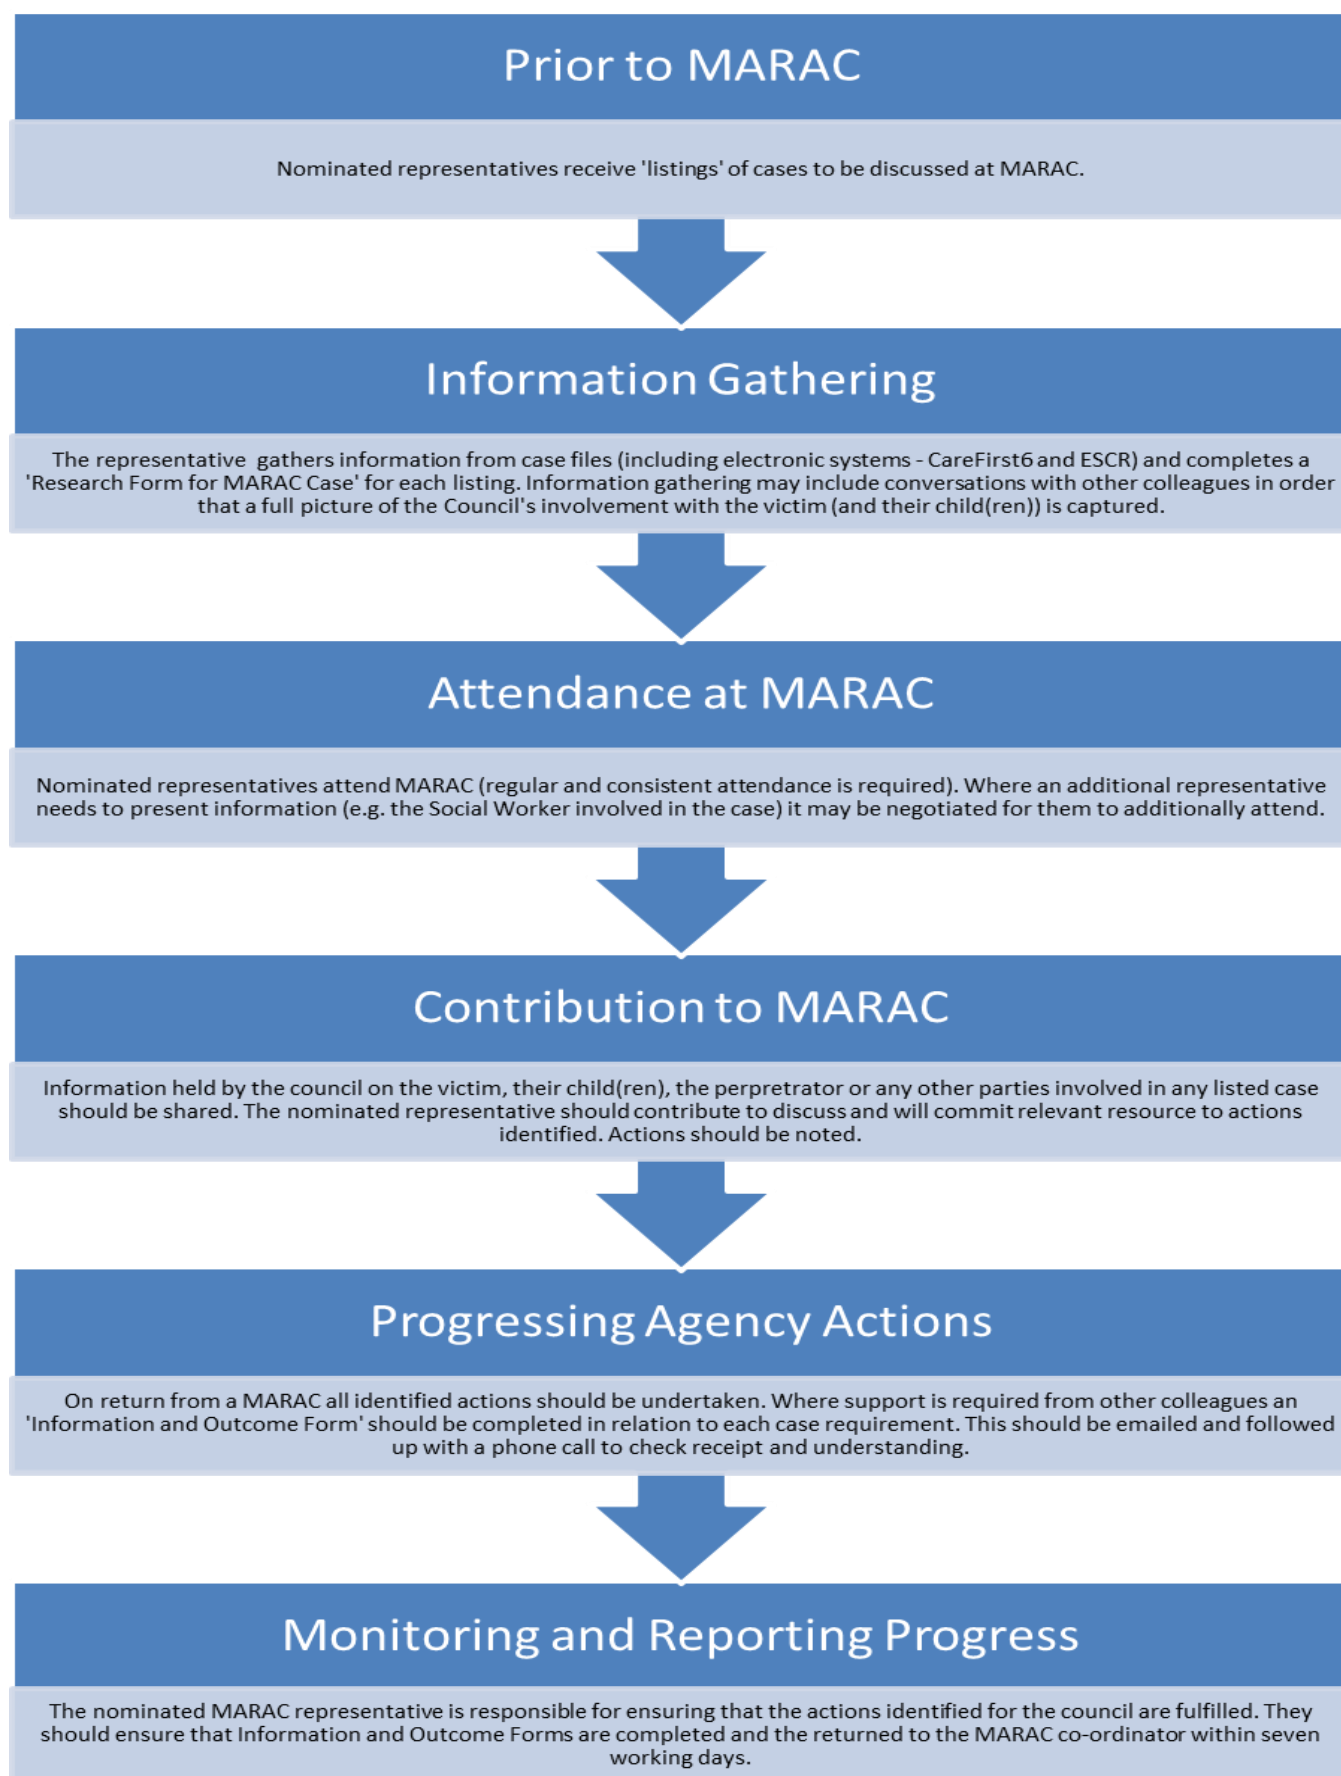 Prior to MARAC
Nominated representatives receive 'listings' of cases to be discussed at MARAC.
Information Gathering
The representative gathers information from case files (including electronic systems - CareFirst6 and ESCR) and completes a
'Research Form for MARAC Case' for each listing. Information gathering may include conversations with other colleagues in order
that a full picture of the Council's involvement with the victim (and their child(ren)) is captured.
Attendance at MARAC
Nominated representatives attend MARAC (regular and consistent attendance is required). Where an additional representative
needs to present information (e.g. the Social Worker involved in the case) it may be negotiated for them to additionally attend.
Contribution to MARAC
Information held by the council on the victim, their child(ren), the perpretrator or any other parties involved in any listed case
should be shared. The nominated representative should contribute to discuss and will commit relevant resource to actions
identified. Actions should be noted.
Progressing Agency Actions
On return from a MARAC all identified actions should be undertaken. Where support is required from other colleagues an
'Information and Outcome Form' should be completed in relation to each case requirement. This should be emailed and followed
up with a phone call to check receipt and understanding.
Monitoring and Reporting Progress
The nominated MARAC representative is responsible for ensuring that the actions identified for the council are fulfilled. They
should ensure that Information and Outcome Forms are completed and the returned to the MARAC co-ordinator within seven
working days.